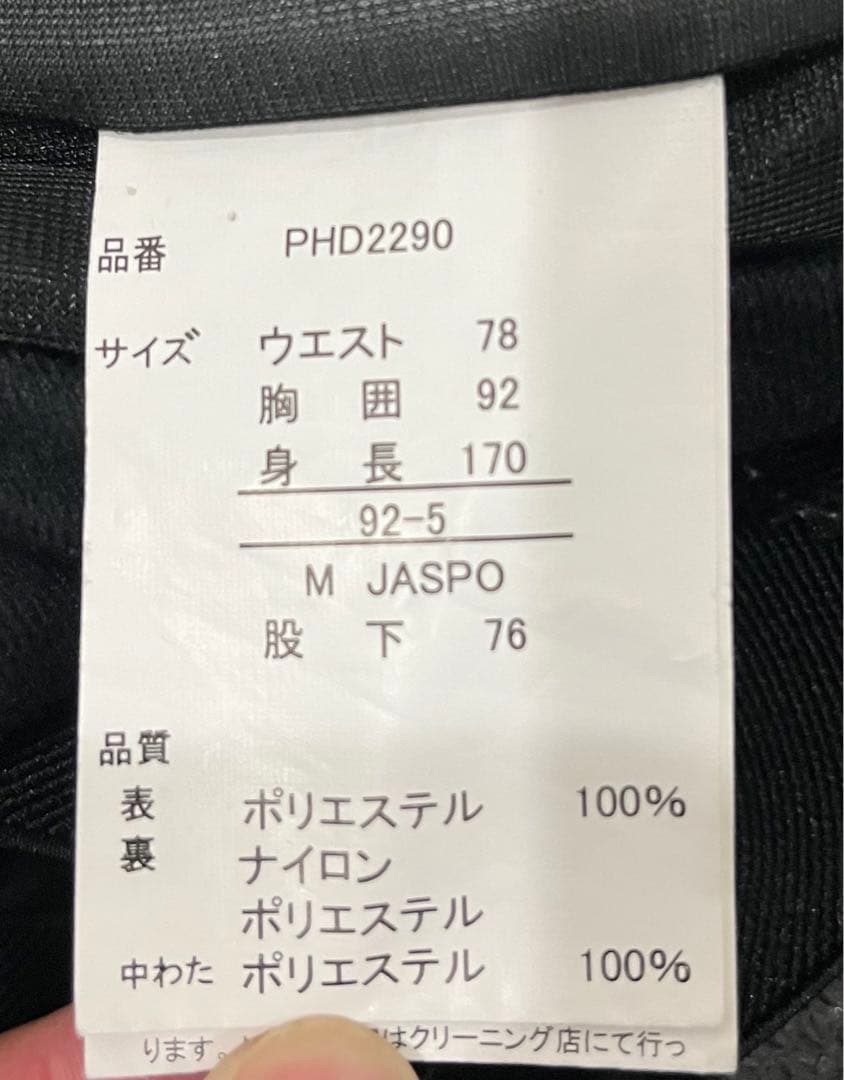 品番 PHD2290
サイズ ウエスト 78
胸 囲 92
身 長 170
92-5
M JASPO
股 下 76
品質
表 ポリエステル 100%
裏 ナイロン
ポリエステル
中わた ポリエステル 100%
ります。 はクリーニング店にて行っ